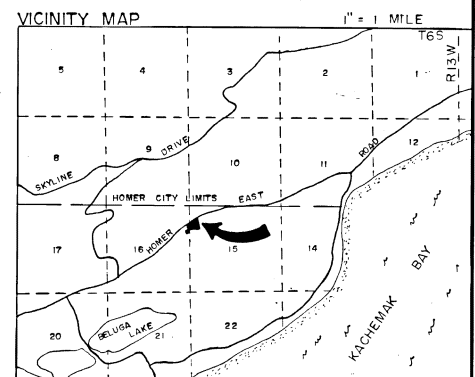 VICINITY MAP
1" = 1 MILE
T6S
R13W
5 4 3 2 1
8 9 10 11 12
SKYLINE DRIVE
EAST ROAD
HOMER CITY LIMITS
17 16 15 14
HOMER
KACHEMAK BAY
20 21 22
BELUGA LAKE